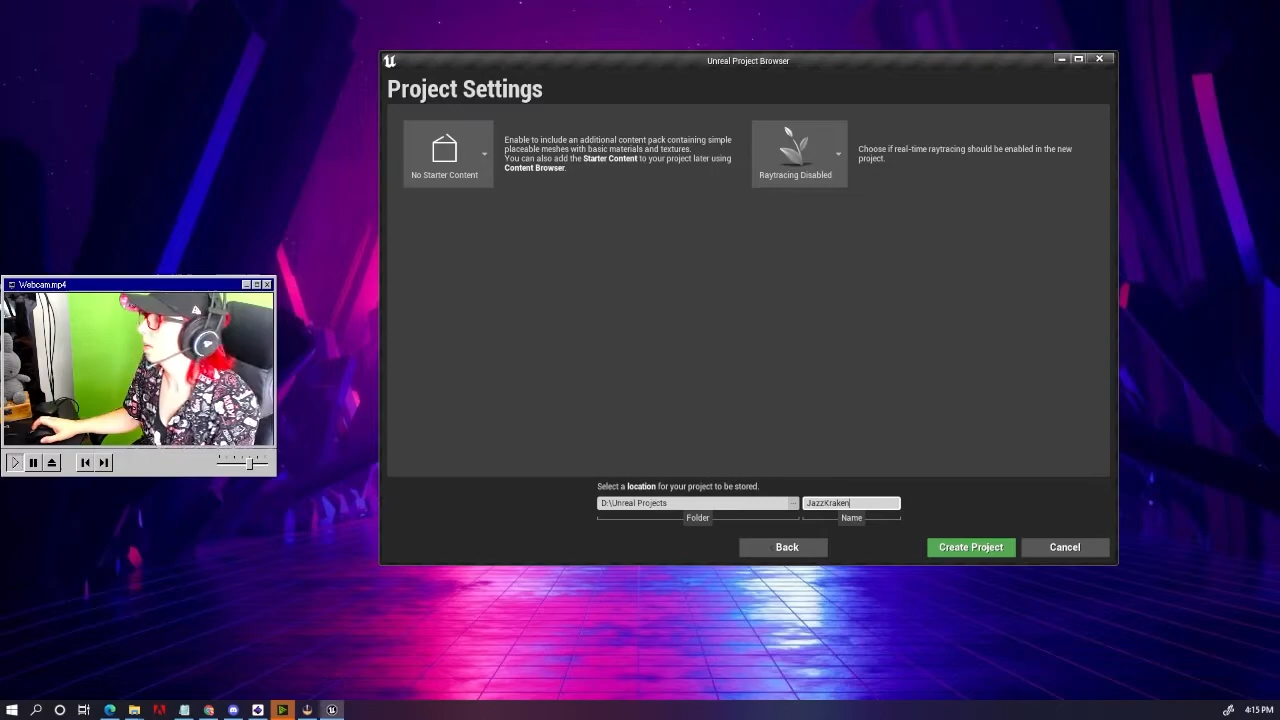 Unreal Project Browser
Project Settings
No Starter Content
Enable to include an additional content pack containing simple
placeable meshes with basic materials and textures.
You can also add the Starter Content to your project later using
Content Browser.
Raytracing Disabled
Choose if real-time raytracing should be enabled in the new
project.
Webcam.mp4
Select a location for your project to be stored.
D:\Unreal Projects
...
JazzKraken
Folder
Name
Back
Create Project
Cancel
4:15 PM